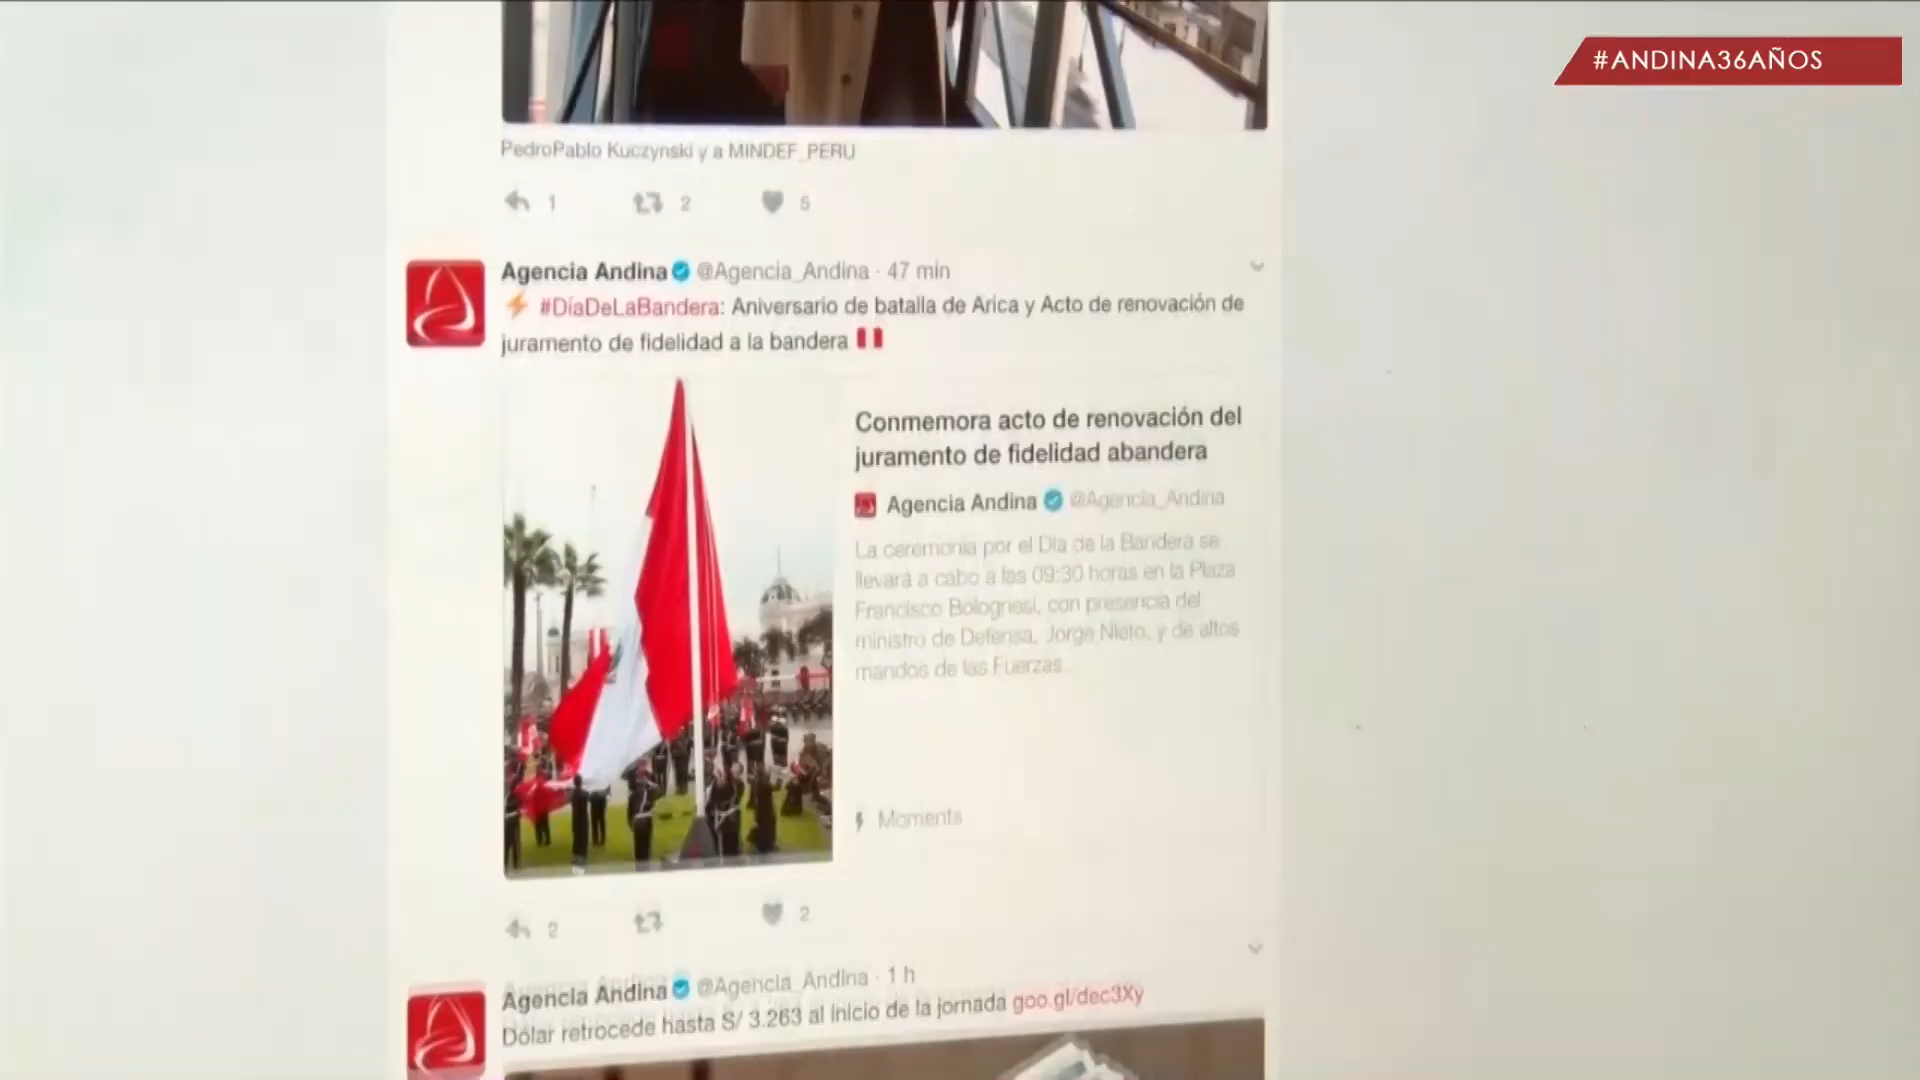 #ANDINA36AÑOS
PedroPablo Kuczynski y a MINDEF_PERU
1 2 5
Agencia Andina @Agencia_Andina · 47 min
#DíaDeLaBandera: Aniversario de batalla de Arica y Acto de renovación de
juramento de fidelidad a la bandera
Conmemora acto de renovación del
juramento de fidelidad abandera
Agencia Andina @Agencia_Andina
La ceremonia por el Día de la Bandera se
llevará a cabo a las 09:30 horas en la Plaza
Francisco Bolognesi, con presencia del
ministro de Defensa, Jorge Nieto, y de altos
mandos de las Fuerzas...
Moments
2 2
Agencia Andina @Agencia_Andina · 1 h
Dólar retrocede hasta S/ 3.263 al inicio de la jornada goo.gl/dec3Xy